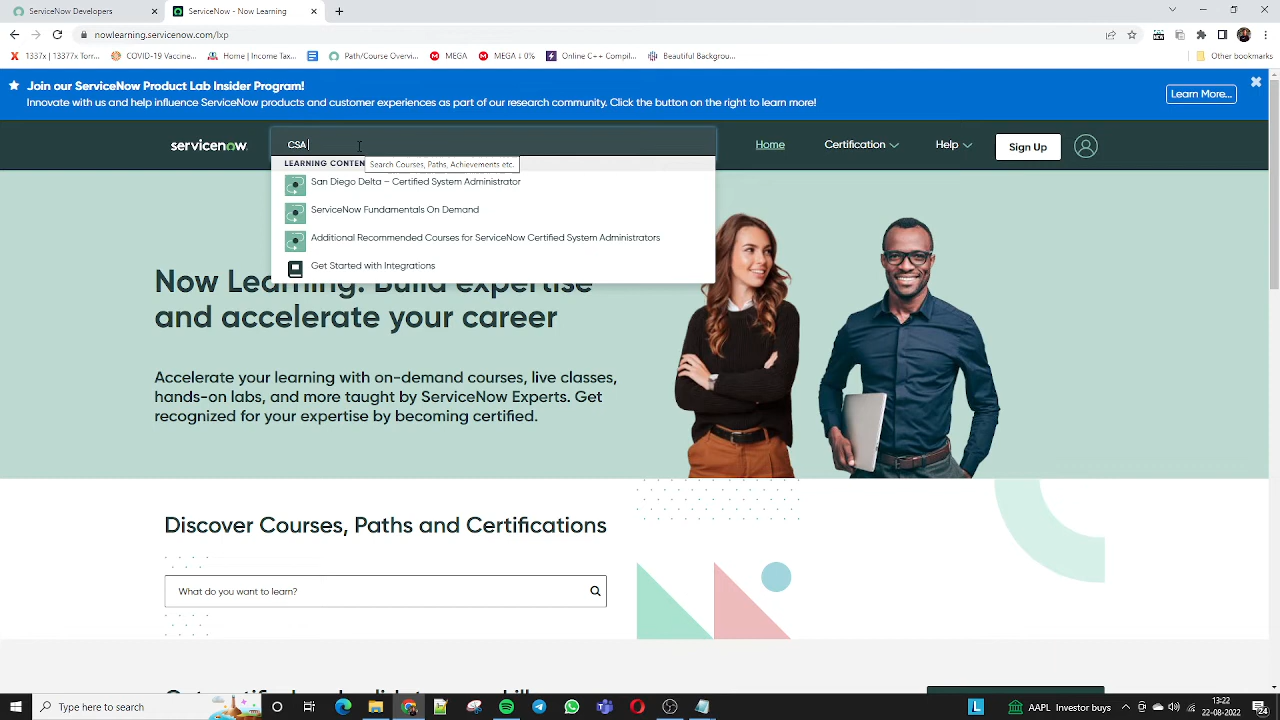 ServiceNow Developers
ServiceNow - Now Learning
nowlearning.servicenow.com/lxp
1337x | 13377x Torr...
COVID-19 Vaccine...
Home | Income Tax...
Path/Course Overvi...
MEGA
MEGA ↓ 0%
Online C++ Compil...
Beautiful Backgrou...
Other bookmarks
Join our ServiceNow Product Lab Insider Program!
Innovate with us and help influence ServiceNow products and customer experiences as part of our research community. Click the button on the right to learn more!
Learn More...
servicenow
CSA
Home
Certification
Help
Sign Up
LEARNING CONTEN
Search Courses, Paths, Achievements etc.
San Diego Delta – Certified System Administrator
ServiceNow Fundamentals On Demand
Additional Recommended Courses for ServiceNow Certified System Administrators
Get Started with Integrations
Now Learning: Build expertise
and accelerate your career
Accelerate your learning with on-demand courses, live classes,
hands-on labs, and more taught by ServiceNow Experts. Get
recognized for your expertise by becoming certified.
Discover Courses, Paths and Certifications
What do you want to learn?
Type here to search
AAPL Investor buys
13:22
22-08-2022